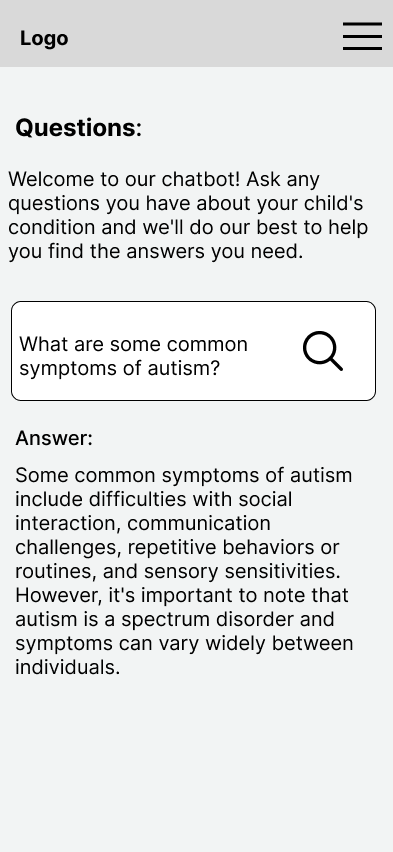 Logo
Questions:
Welcome to our chatbot! Ask any
questions you have about your child's
condition and we'll do our best to help
you find the answers you need.
What are some common
symptoms of autism?
Answer:
Some common symptoms of autism
include difficulties with social
interaction, communication
challenges, repetitive behaviors or
routines, and sensory sensitivities.
However, it's important to note that
autism is a spectrum disorder and
symptoms can vary widely between
individuals.